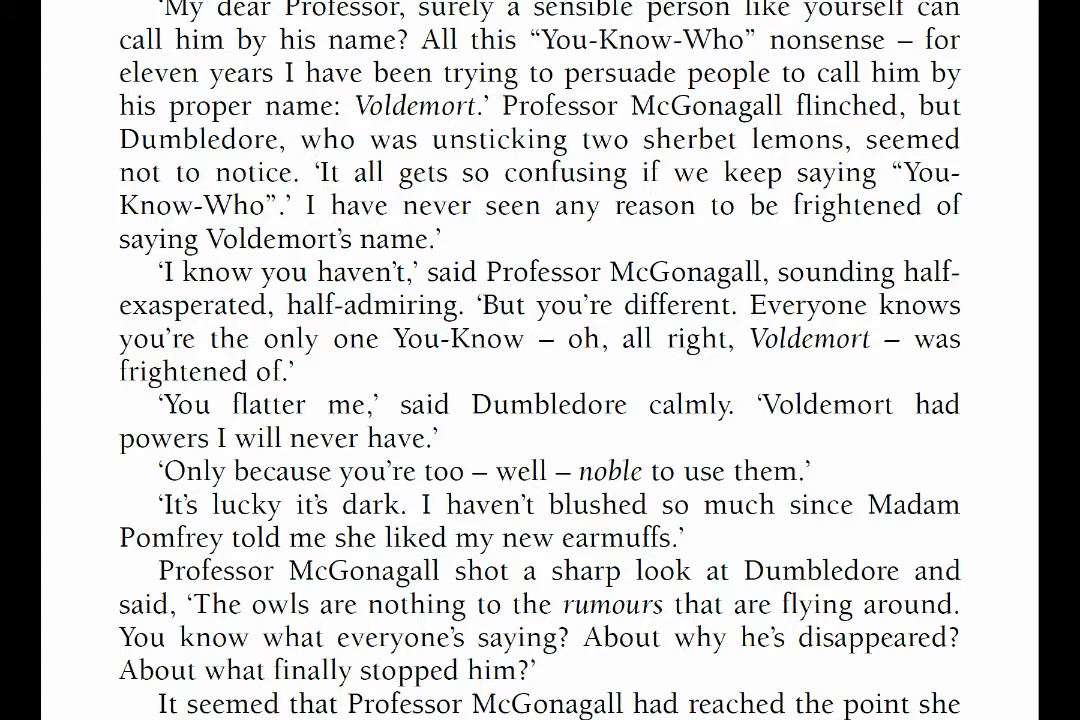 ‘My dear Professor, surely a sensible person like yourself can
call him by his name? All this “You-Know-Who” nonsense – for
eleven years I have been trying to persuade people to call him by
his proper name: Voldemort.’ Professor McGonagall flinched, but
Dumbledore, who was unsticking two sherbet lemons, seemed
not to notice. ‘It all gets so confusing if we keep saying “You-
Know-Who”.’ I have never seen any reason to be frightened of
saying Voldemort’s name.’
‘I know you haven’t,’ said Professor McGonagall, sounding half-
exasperated, half-admiring. ‘But you’re different. Everyone knows
you’re the only one You-Know – oh, all right, Voldemort – was
frightened of.’
‘You flatter me,’ said Dumbledore calmly. ‘Voldemort had
powers I will never have.’
‘Only because you’re too – well – noble to use them.’
‘It’s lucky it’s dark. I haven’t blushed so much since Madam
Pomfrey told me she liked my new earmuffs.’
Professor McGonagall shot a sharp look at Dumbledore and
said, ‘The owls are nothing to the rumours that are flying around.
You know what everyone’s saying? About why he’s disappeared?
About what finally stopped him?’
It seemed that Professor McGonagall had reached the point she